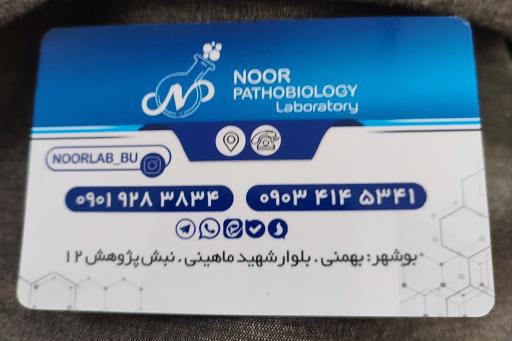 NOOR
PATHOBIOLOGY
Laboratory
NOORLAB_BU
۰۹۰۱ ۹۲۸ ۳۸۳۴
۰۹۰۳ ۴۱۴ ۵۳۴۱
بوشهر: بهمنی . بلوار شهید ماهینی . نبش پژوهش ۱۲